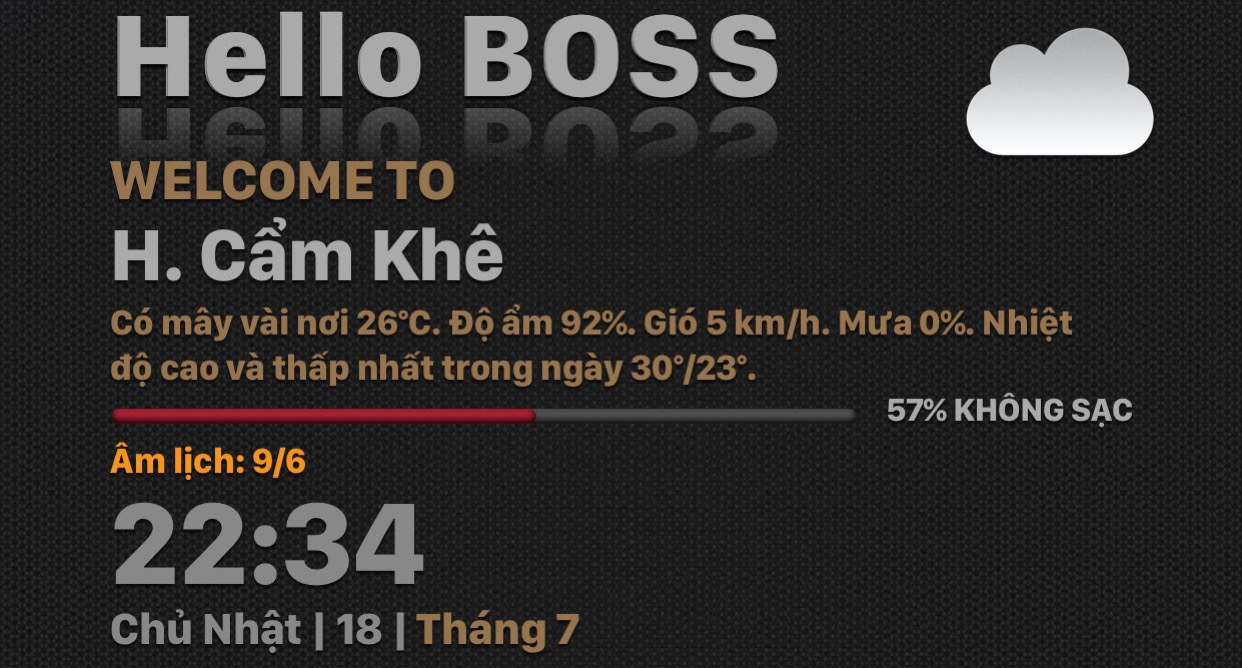 Hello BOSS
WELCOME TO
H. Cẩm Khê
Có mây vài nơi 26°C. Độ ẩm 92%. Gió 5 km/h. Mưa 0%. Nhiệt
độ cao và thấp nhất trong ngày 30°/23°.
57% KHÔNG SẠC
Âm lịch: 9/6
22:34
Chủ Nhật | 18 | Tháng 7